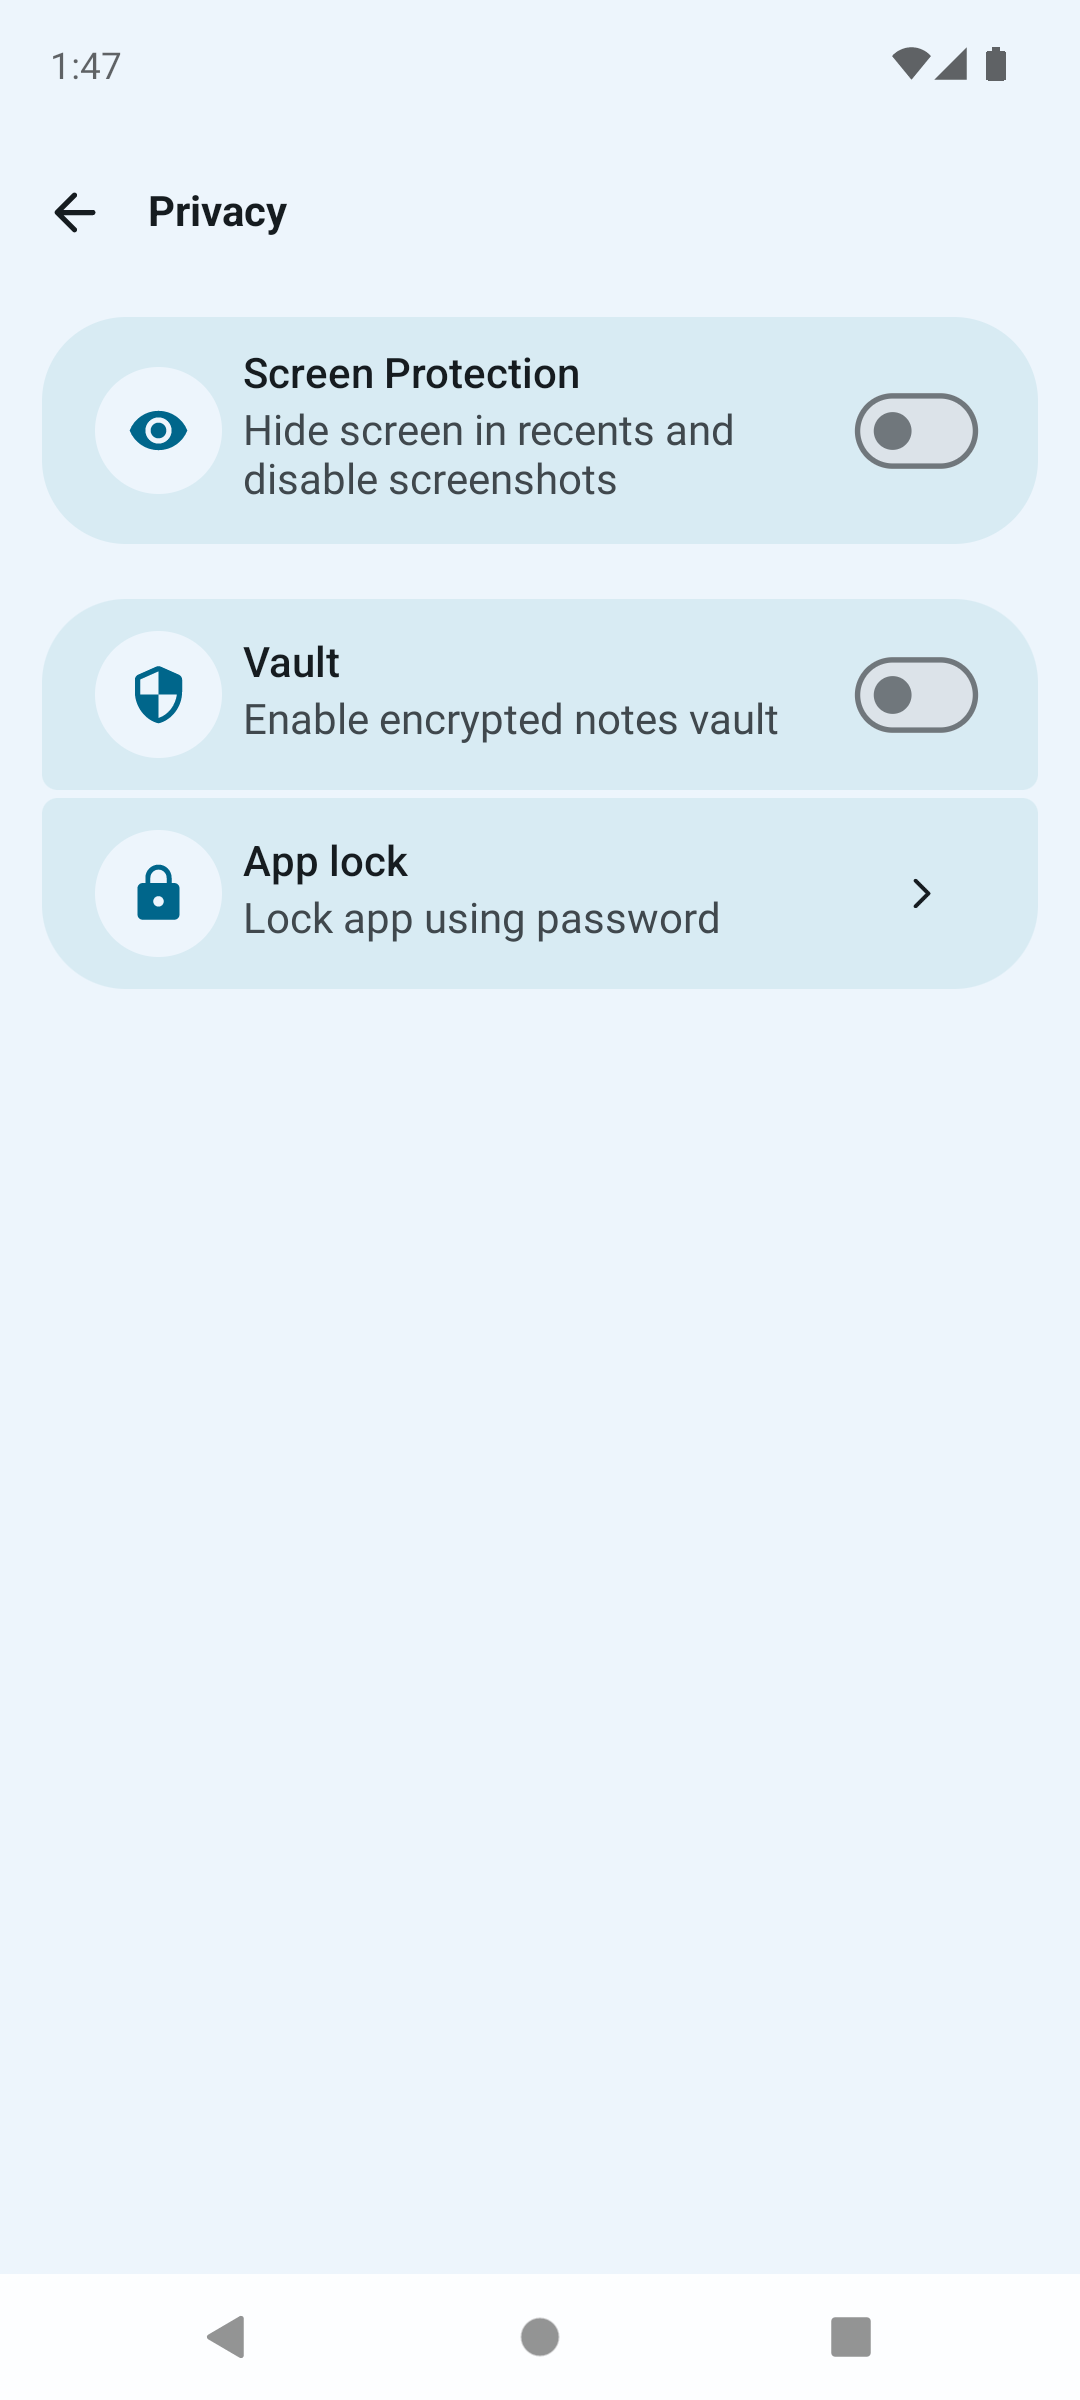 1:47
Privacy
Screen Protection
Hide screen in recents and
disable screenshots
Vault
Enable encrypted notes vault
App lock
Lock app using password